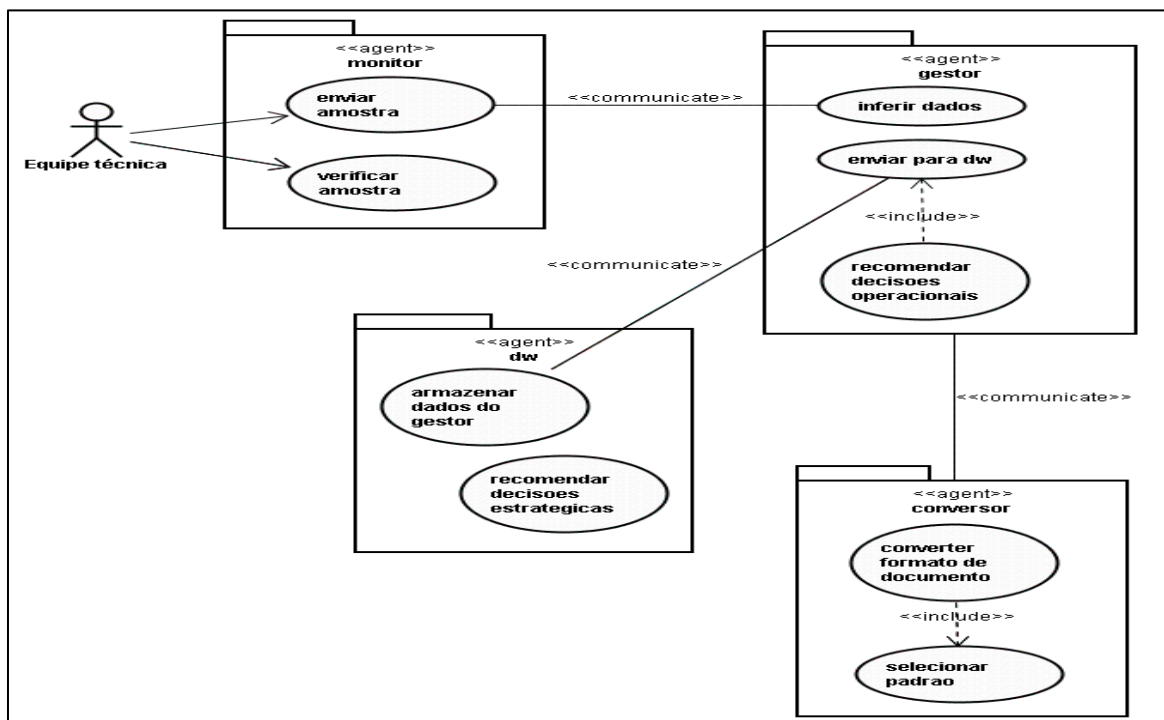 <<agent>>
monitor
enviar
amostra
verificar
amostra
Equipe técnica
<<communicate>>
<<agent>>
gestor
inferir dados
enviar para dw
<<include>>
recomendar
decisoes
operacionais
<<communicate>>
<<agent>>
dw
armazenar
dados do
gestor
recomendar
decisoes
estrategicas
<<communicate>>
<<agent>>
conversor
converter
formato de
documento
<<include>>
selecionar
padrao